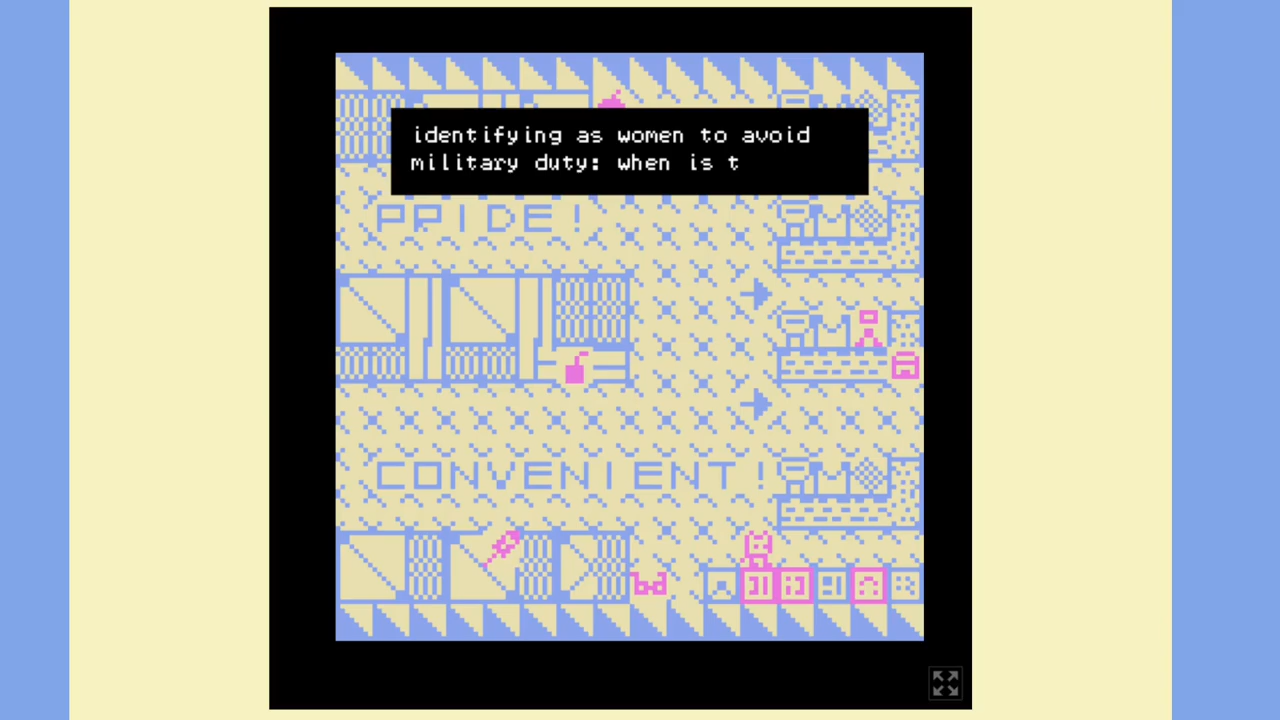 identifying as women to avoid
military duty: when is t
PRIDE!
CONVENIENT!